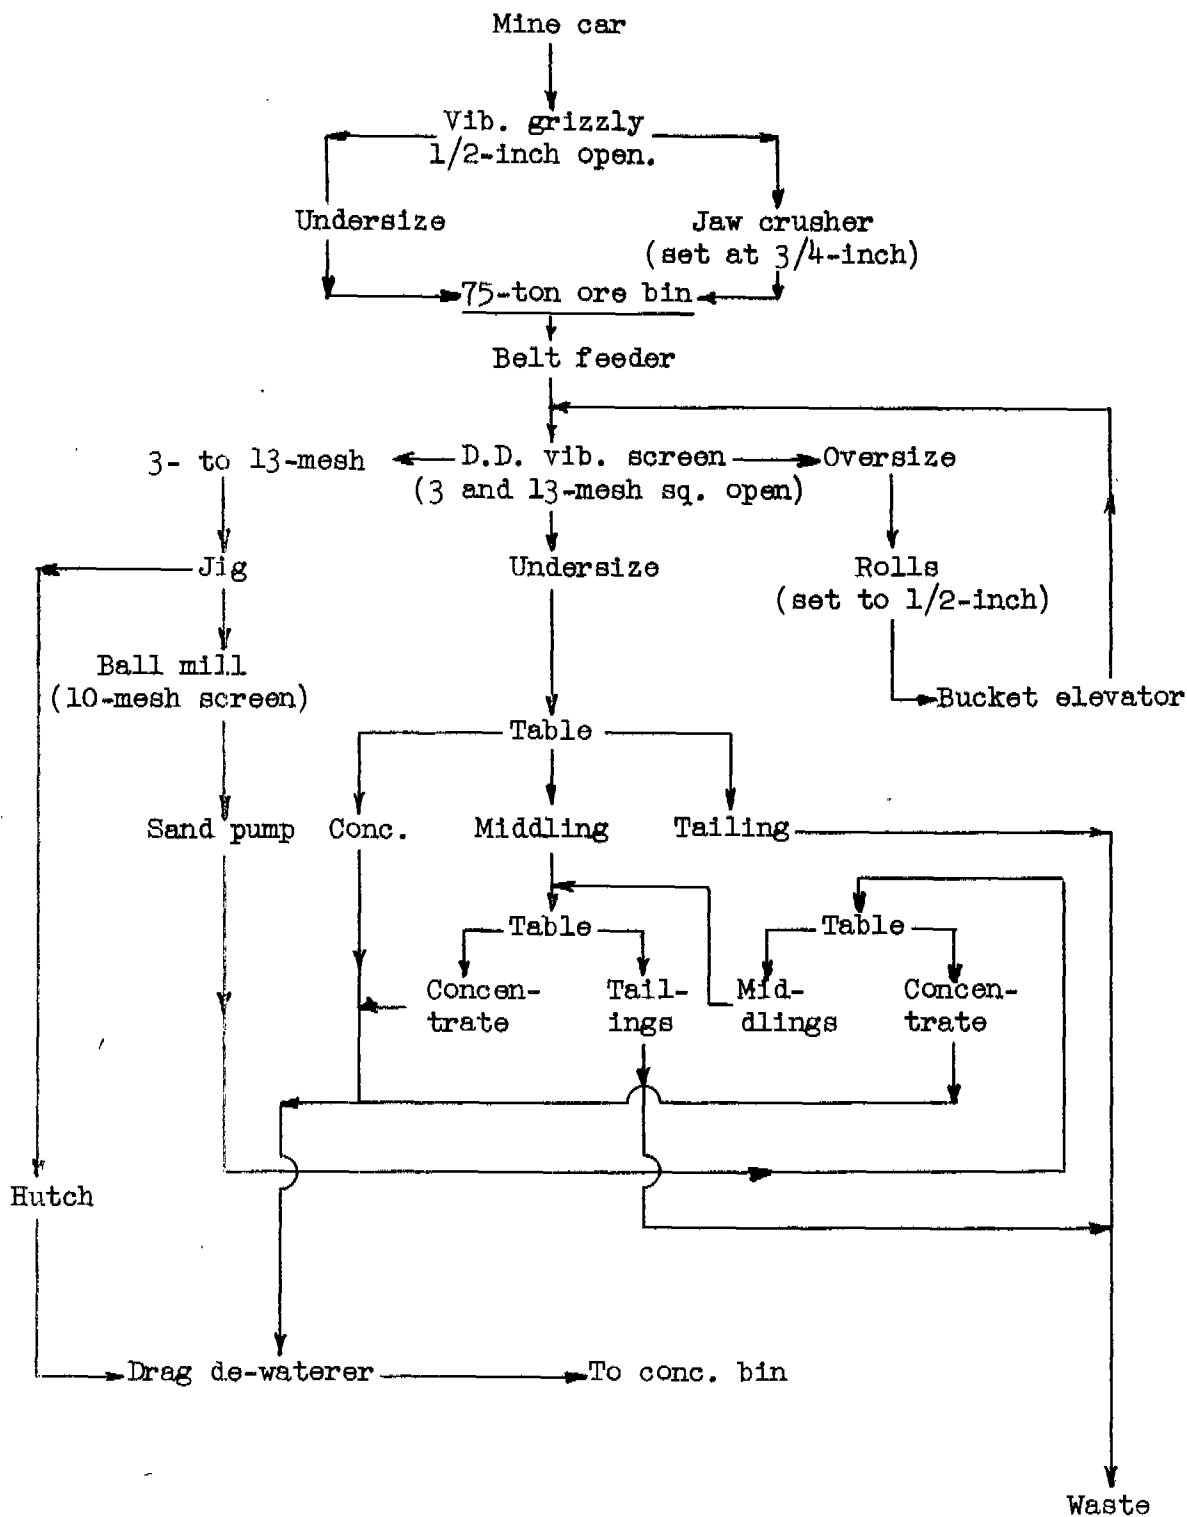 Mine car
Vib. grizzly
1/2-inch open.
Undersize
Jaw crusher
(set at 3/4-inch)
75-ton ore bin
Belt feeder
3- to 13-mesh
D.D. vib. screen
(3 and 13-mesh sq. open)
Oversize
Jig
Undersize
Rolls
(set to 1/2-inch)
Ball mill
(10-mesh screen)
Bucket elevator
Table
Sand pump
Conc.
Middling
Tailing
Table
Table
Concen-
trate
Tail-
ings
Mid-
dlings
Concen-
trate
Hutch
Drag de-waterer
To conc. bin
Waste